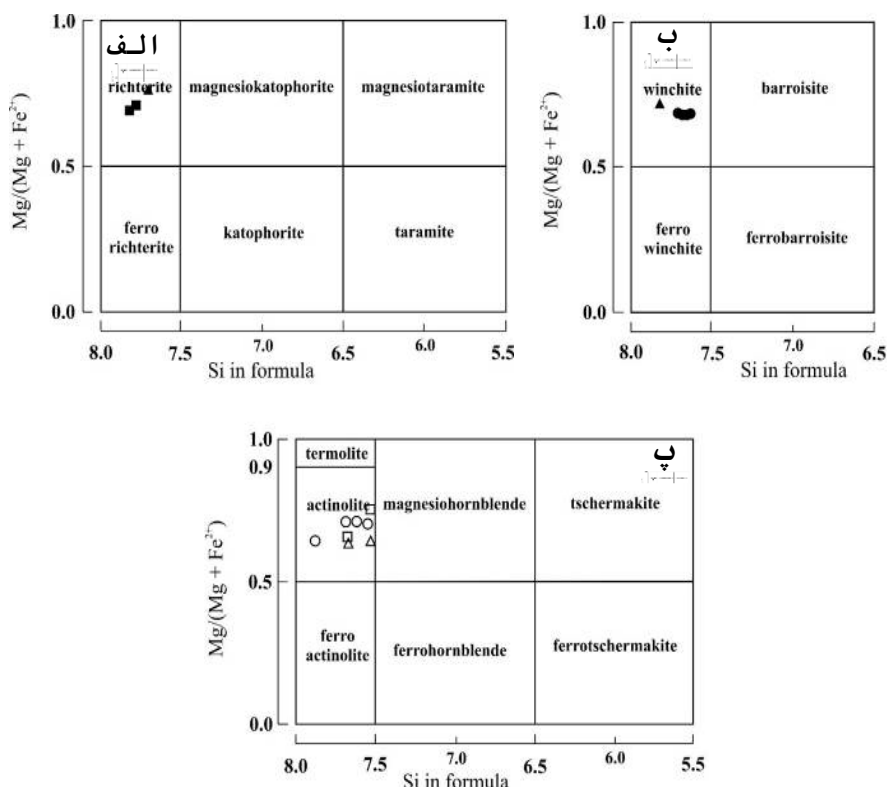 الف
1.0
richterite
magnesiokatophorite
magnesiotaramite
Mg/(Mg + Fe²⁺)
0.5
ferro
richterite
katophorite
taramite
0.0
8.0
7.5
7.0
6.5
6.0
5.5
Si in formula
ب
1.0
winchite
barroisite
Mg/(Mg + Fe²⁺)
0.5
ferro
winchite
ferrobarroisite
0.0
8.0
7.5
7.0
6.5
Si in formula
پ
1.0
termolite
0.9
actinolite
magnesiohornblende
tschermakite
Mg/(Mg + Fe²⁺)
0.5
ferro
actinolite
ferrohornblende
ferrotschermakite
0.0
8.0
7.5
7.0
6.5
6.0
5.5
Si in formula